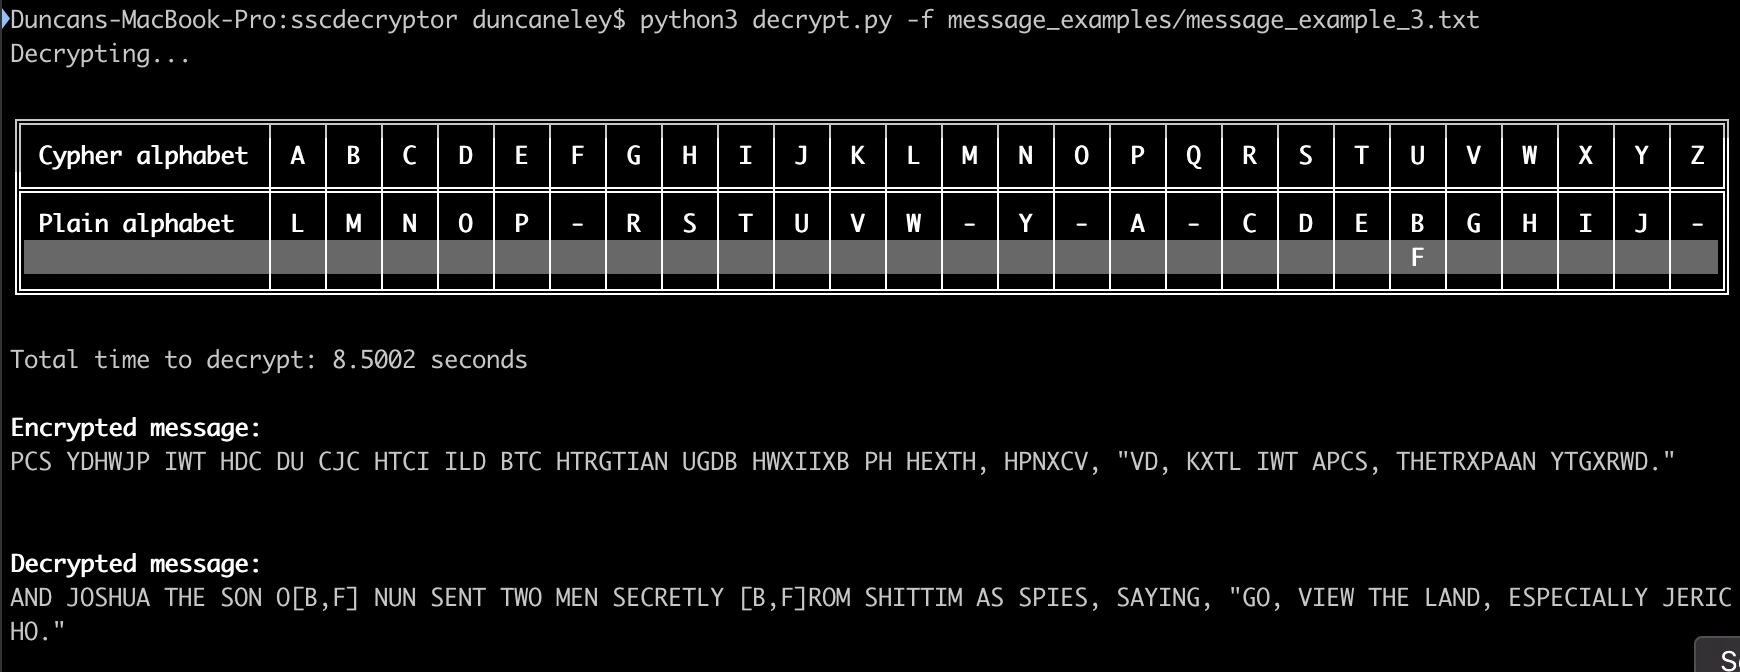 Duncans-MacBook-Pro:sscdecryptor duncaneley$ python3 decrypt.py -f message_examples/message_example_3.txt
Decrypting...
Cypher alphabet A B C D E F G H I J K L M N O P Q R S T U V W X Y Z
Plain alphabet L M N O P - R S T U V W - Y - A - C D E B G H I J -
F
Total time to decrypt: 8.5002 seconds
Encrypted message:
PCS YDHWJP IWT HDC DU CJC HTCI ILD BTC HTRGTIAN UGDB HWXIIXB PH HEXTH, HPNXCV, "VD, KXTL IWT APCS, THETRXPAAN YTGXRWD."
Decrypted message:
AND JOSHUA THE SON O[B,F] NUN SENT TWO MEN SECRETLY [B,F]ROM SHITTIM AS SPIES, SAYING, "GO, VIEW THE LAND, ESPECIALLY JERIC
HO."